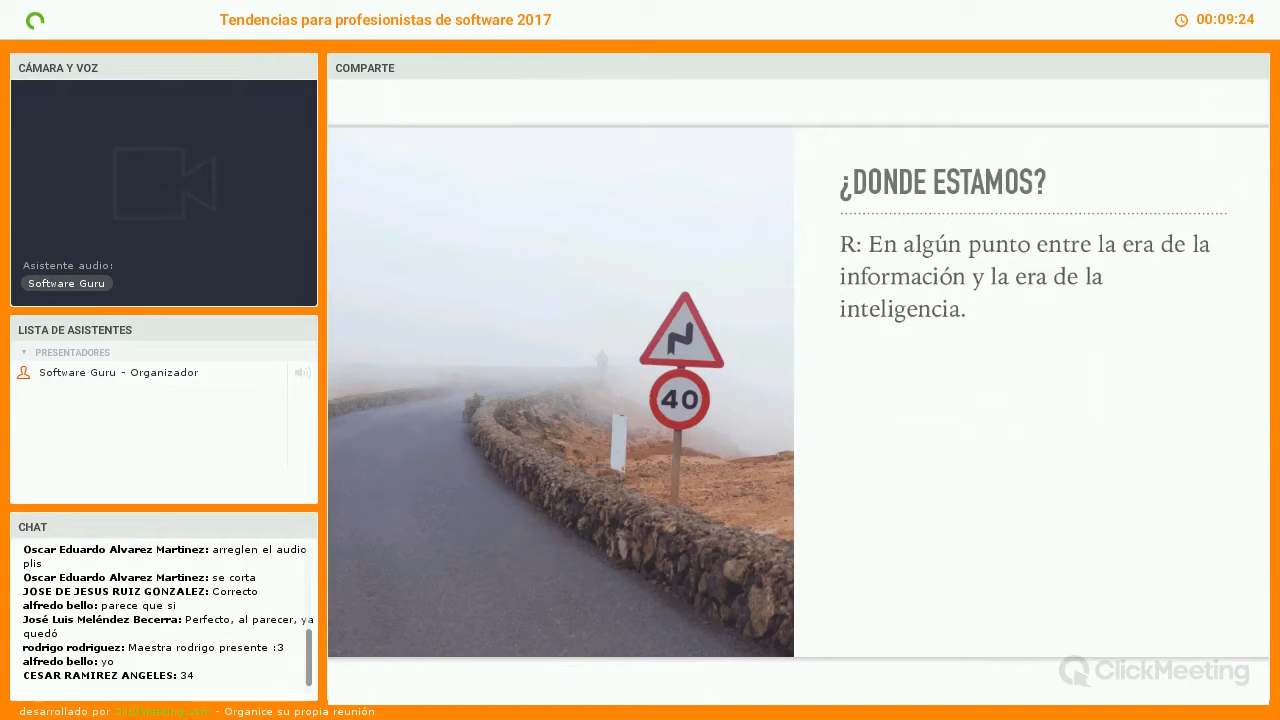 Tendencias para profesionistas de software 2017
00:09:24
CÁMARA Y VOZ
Asistente audio:
Software Guru
LISTA DE ASISTENTES
PRESENTADORES
Software Guru - Organizador
CHAT
Oscar Eduardo Alvarez Martinez: arreglen el audio
plis
Oscar Eduardo Alvarez Martinez: se corta
JOSE DE JESUS RUIZ GONZALEZ: Correcto
alfredo bello: parece que si
José Luis Meléndez Becerra: Perfecto, al parecer, ya
quedó
rodrigo rodriguez: Maestra rodrigo presente :3
alfredo bello: yo
CESAR RAMIREZ ANGELES: 34
COMPARTE
40
¿DONDE ESTAMOS?
R: En algún punto entre la era de la
información y la era de la
inteligencia.
ClickMeeting
desarrollado por ClickMeeting.com - Organice su propia reunión